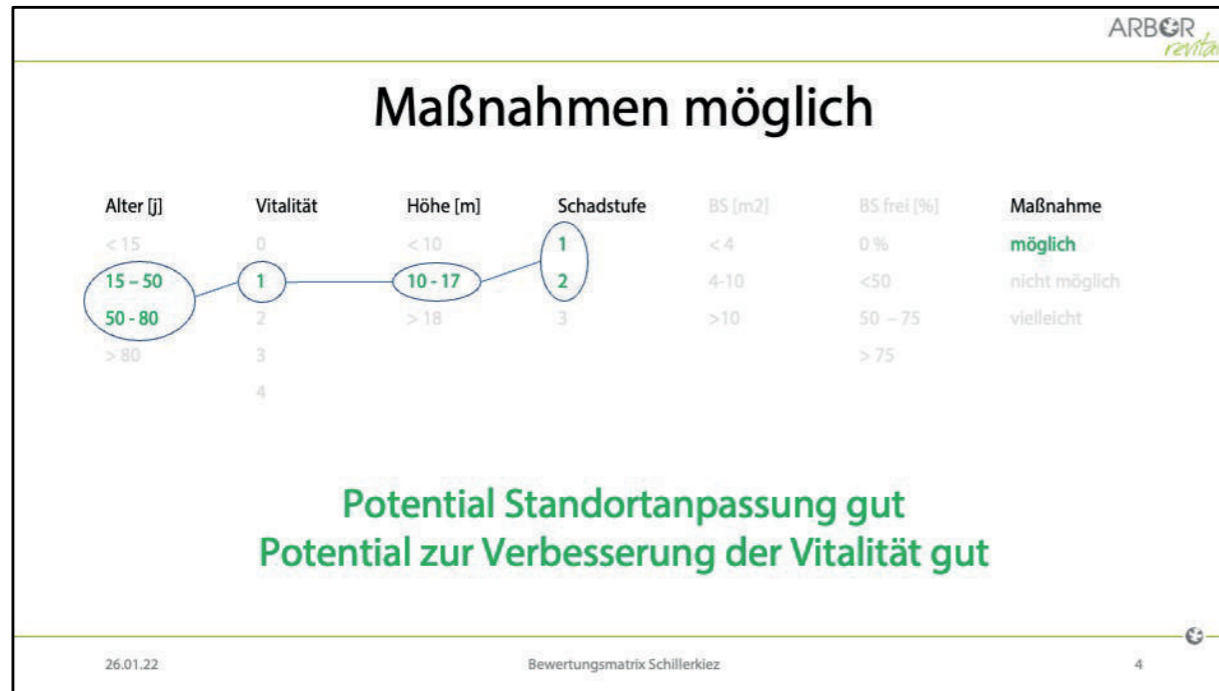 ARBOR
revital
Maßnahmen möglich
Alter [j] Vitalität Höhe [m] Schadstufe BS [m2] BS frei [%] Maßnahme
< 15 0 < 10 1 < 4 0 % möglich
15 – 50 1 10 - 17 2 4-10 <50 nicht möglich
50 - 80 2 > 18 3 >10 50 – 75 vielleicht
> 80 3 > 75
4
Potential Standortanpassung gut
Potential zur Verbesserung der Vitalität gut
26.01.22 Bewertungsmatrix Schillerkiez 4